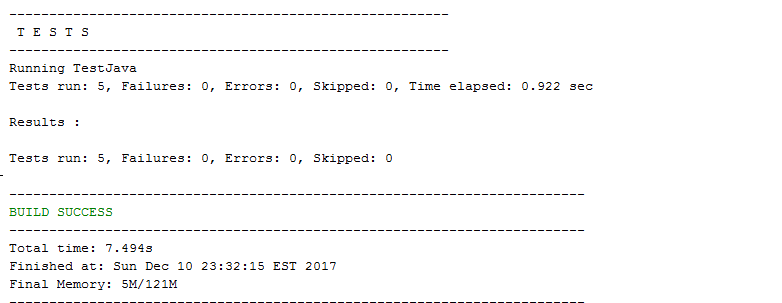 -------------------------------------------------------
 T E S T S
-------------------------------------------------------
Running TestJava
Tests run: 5, Failures: 0, Errors: 0, Skipped: 0, Time elapsed: 0.922 sec

Results :

Tests run: 5, Failures: 0, Errors: 0, Skipped: 0

------------------------------------------------------------------------
BUILD SUCCESS
------------------------------------------------------------------------
Total time: 7.494s
Finished at: Sun Dec 10 23:32:15 EST 2017
Final Memory: 5M/121M
------------------------------------------------------------------------